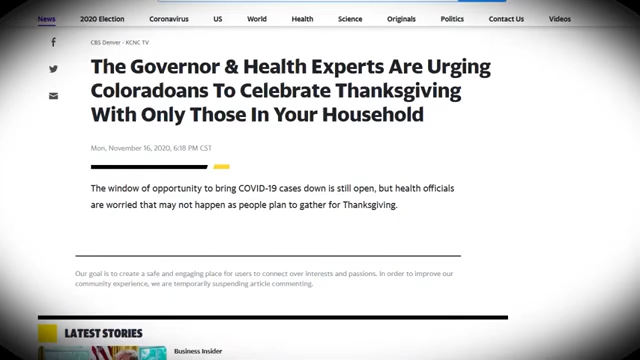 News 2020 Election Coronavirus US World Health Science Originals Politics Contact Us Videos
CBS Denver - KCNC TV
The Governor & Health Experts Are Urging
Coloradoans To Celebrate Thanksgiving
With Only Those In Your Household
Mon, November 16, 2020, 6:18 PM CST
The window of opportunity to bring COVID-19 cases down is still open, but health officials
are worried that may not happen as people plan to gather for Thanksgiving.
Our goal is to create a safe and engaging place for users to connect over interests and passions. In order to improve our
community experience, we are temporarily suspending article commenting.
LATEST STORIES
Business Insider